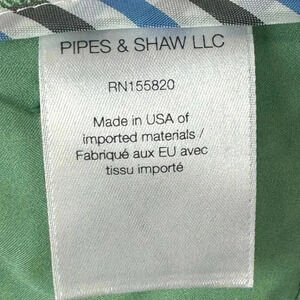 PIPES & SHAW LLC
RN155820
Made in USA of
imported materials /
Fabriqué aux EU avec
tissu importé